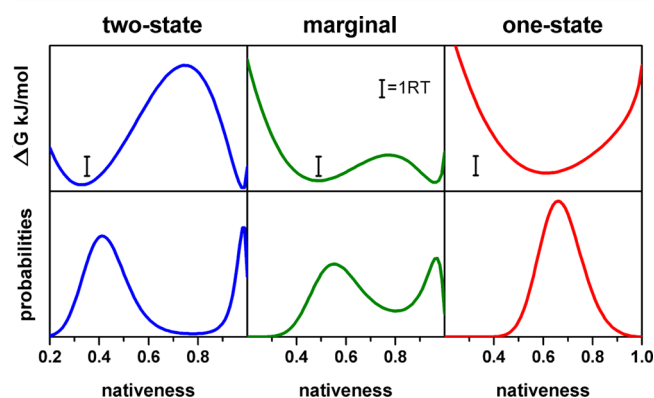 two-state marginal one-state
ΔG kJ/mol
=1RT
probabilities
0.2 0.4 0.6 0.8 0.4 0.6 0.8 0.4 0.6 0.8 1.0
nativeness nativeness nativeness